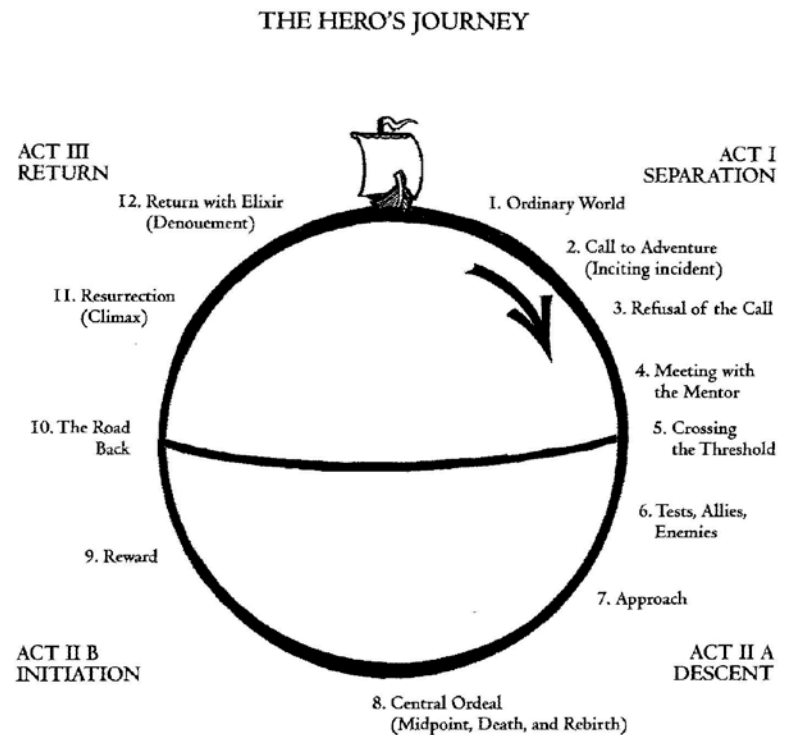 THE HERO'S JOURNEY
ACT III
RETURN
ACT I
SEPARATION
12. Return with Elixir
(Denouement)
1. Ordinary World
2. Call to Adventure
(Inciting incident)
11. Resurrection
(Climax)
3. Refusal of the Call
4. Meeting with
the Mentor
10. The Road
Back
5. Crossing
the Threshold
6. Tests, Allies,
Enemies
9. Reward
7. Approach
ACT II B
INITIATION
ACT II A
DESCENT
8. Central Ordeal
(Midpoint, Death, and Rebirth)